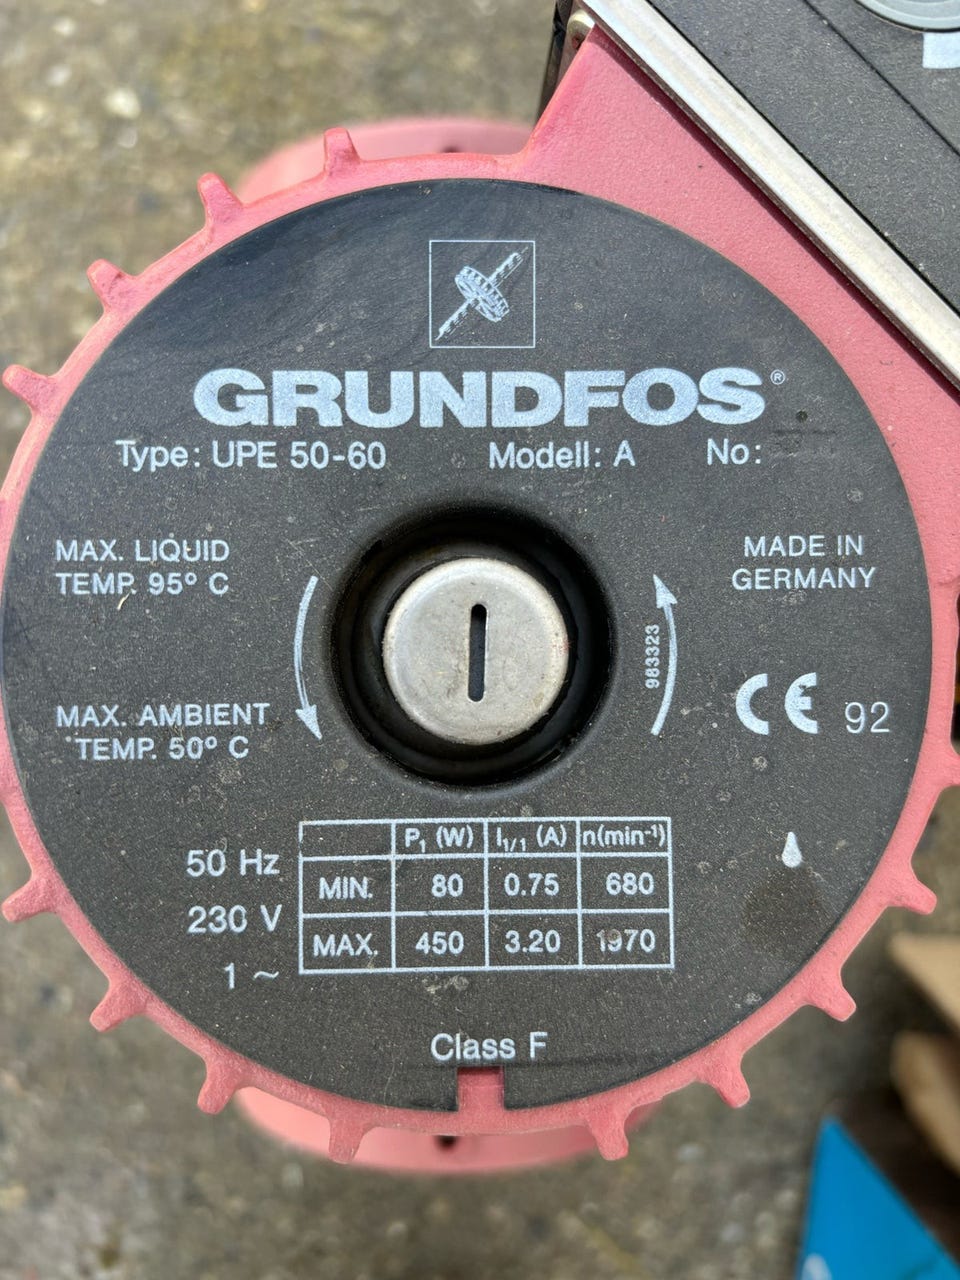 GRUNDFOS®
Type: UPE 50-60 Modell: A No:
MAX. LIQUID
TEMP. 95° C
MADE IN
GERMANY
983323
MAX. AMBIENT
TEMP. 50° C
CE 92
50 Hz
230 V
1 ~
P₁ (W) I₁/₁ (A) n(min⁻¹)
MIN. 80 0.75 680
MAX. 450 3.20 1970
Class F